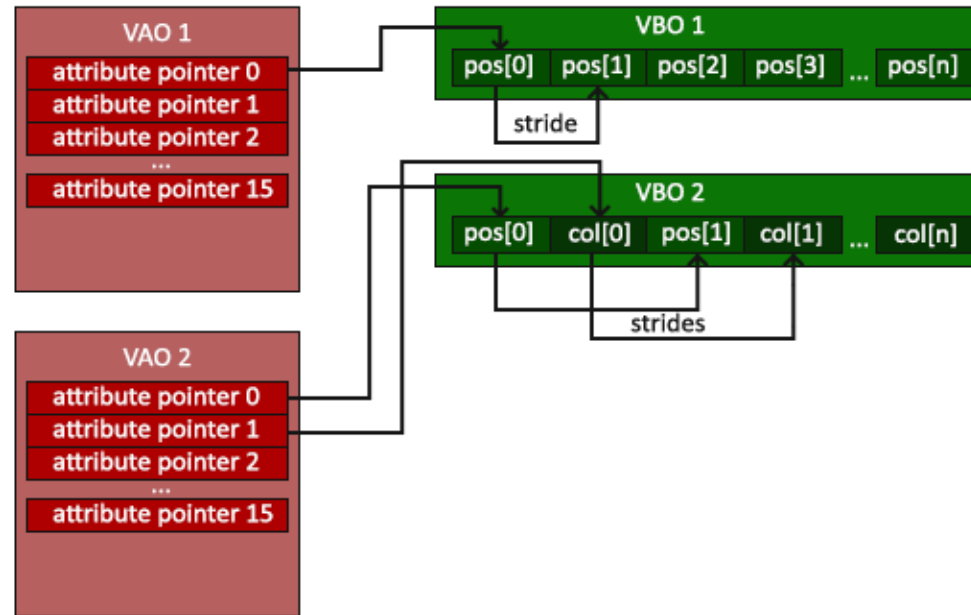 VAO 1
attribute pointer 0
attribute pointer 1
attribute pointer 2
...
attribute pointer 15
VBO 1
pos[0] pos[1] pos[2] pos[3] ... pos[n]
stride
VBO 2
pos[0] col[0] pos[1] col[1] ... col[n]
strides
VAO 2
attribute pointer 0
attribute pointer 1
attribute pointer 2
...
attribute pointer 15